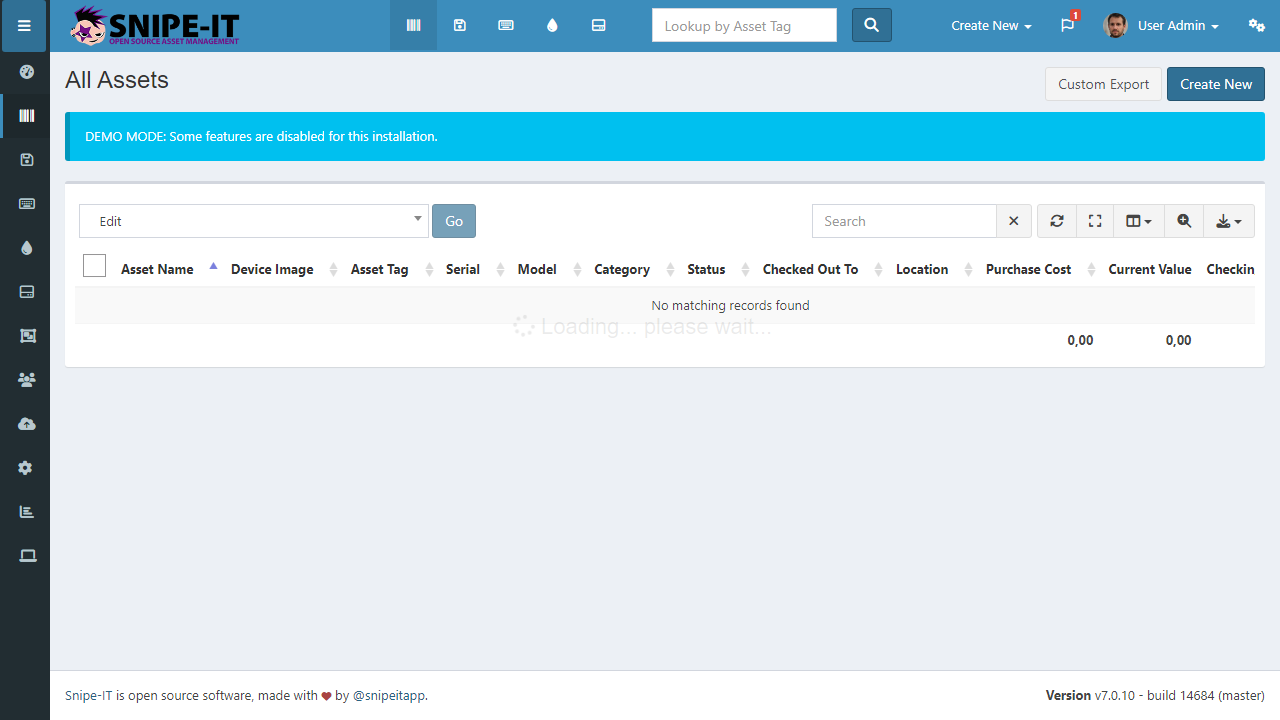 SNIPE-IT
OPEN SOURCE ASSET MANAGEMENT
Lookup by Asset Tag
Create New
1
User Admin
All Assets
Custom Export
Create New
DEMO MODE: Some features are disabled for this installation.
Edit
Go
Search
Asset Name Device Image Asset Tag Serial Model Category Status Checked Out To Location Purchase Cost Current Value Checkin
No matching records found
Loading... please wait...
0,00 0,00
Snipe-IT is open source software, made with by @snipeitapp.
Version v7.0.10 - build 14684 (master)